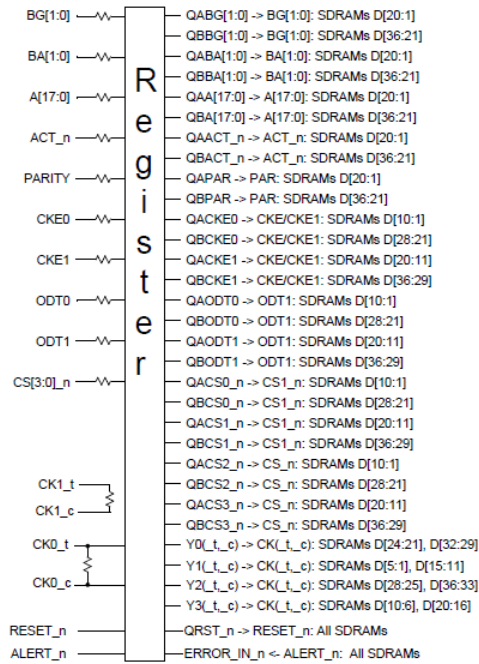 BG[1:0]
BA[1:0]
A[17:0]
ACT_n
PARITY
CKE0
CKE1
ODT0
ODT1
CS[3:0]_n
CK1_t
CK1_c
CK0_t
CK0_c
RESET_n
ALERT_n
Register
QABG[1:0] -> BG[1:0]: SDRAMs D[20:1]
QBBG[1:0] -> BG[1:0]: SDRAMs D[36:21]
QABA[1:0] -> BA[1:0]: SDRAMs D[20:1]
QBBA[1:0] -> BA[1:0]: SDRAMs D[36:21]
QAA[17:0] -> A[17:0]: SDRAMs D[20:1]
QBA[17:0] -> A[17:0]: SDRAMs D[36:21]
QAACT_n -> ACT_n: SDRAMs D[20:1]
QBACT_n -> ACT_n: SDRAMs D[36:21]
QAPAR -> PAR: SDRAMs D[20:1]
QBPAR -> PAR: SDRAMs D[36:21]
QACKE0 -> CKE/CKE1: SDRAMs D[10:1]
QBCKE0 -> CKE/CKE1: SDRAMs D[28:21]
QACKE1 -> CKE/CKE1: SDRAMs D[20:11]
QBCKE1 -> CKE/CKE1: SDRAMs D[36:29]
QAODT0 -> ODT1: SDRAMs D[10:1]
QBODT0 -> ODT1: SDRAMs D[28:21]
QAODT1 -> ODT1: SDRAMs D[20:11]
QBODT1 -> ODT1: SDRAMs D[36:29]
QACS0_n -> CS1_n: SDRAMs D[10:1]
QBCS0_n -> CS1_n: SDRAMs D[28:21]
QACS1_n -> CS1_n: SDRAMs D[20:11]
QBCS1_n -> CS1_n: SDRAMs D[36:29]
QACS2_n -> CS_n: SDRAMs D[10:1]
QBCS2_n -> CS_n: SDRAMs D[28:21]
QACS3_n -> CS_n: SDRAMs D[20:11]
QBCS3_n -> CS_n: SDRAMs D[36:29]
Y0(_t,_c) -> CK(_t,_c): SDRAMs D[24:21], D[32:29]
Y1(_t,_c) -> CK(_t,_c): SDRAMs D[5:1], D[15:11]
Y2(_t,_c) -> CK(_t,_c): SDRAMs D[28:25], D[36:33]
Y3(_t,_c) -> CK(_t,_c): SDRAMs D[10:6], D[20:16]
QRST_n -> RESET_n: All SDRAMs
ERROR_IN_n <- ALERT_n: All SDRAMs